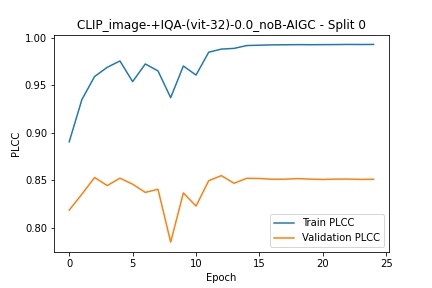 CLIP_image-+IQA-(vit-32)-0.0_noB-AIGC - Split 0
1.00
0.95
0.90
0.85
0.80
PLCC
Train PLCC
Validation PLCC
0 5 10 15 20 25
Epoch